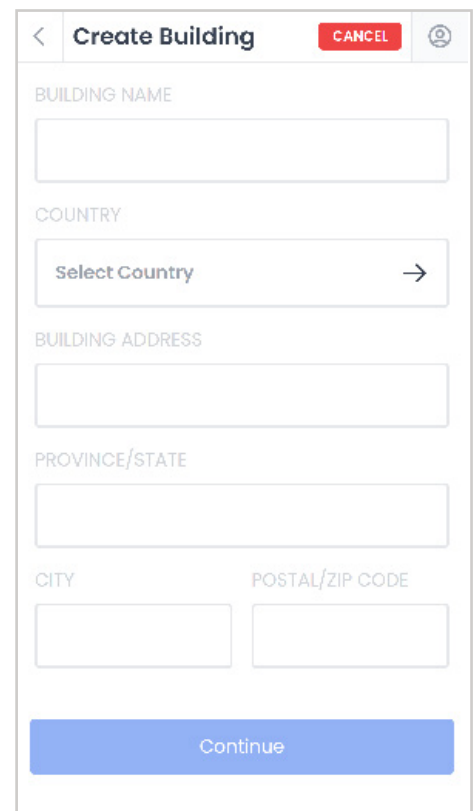 Create Building CANCEL
BUILDING NAME
COUNTRY
Select Country
BUILDING ADDRESS
PROVINCE/STATE
CITY POSTAL/ZIP CODE
Continue